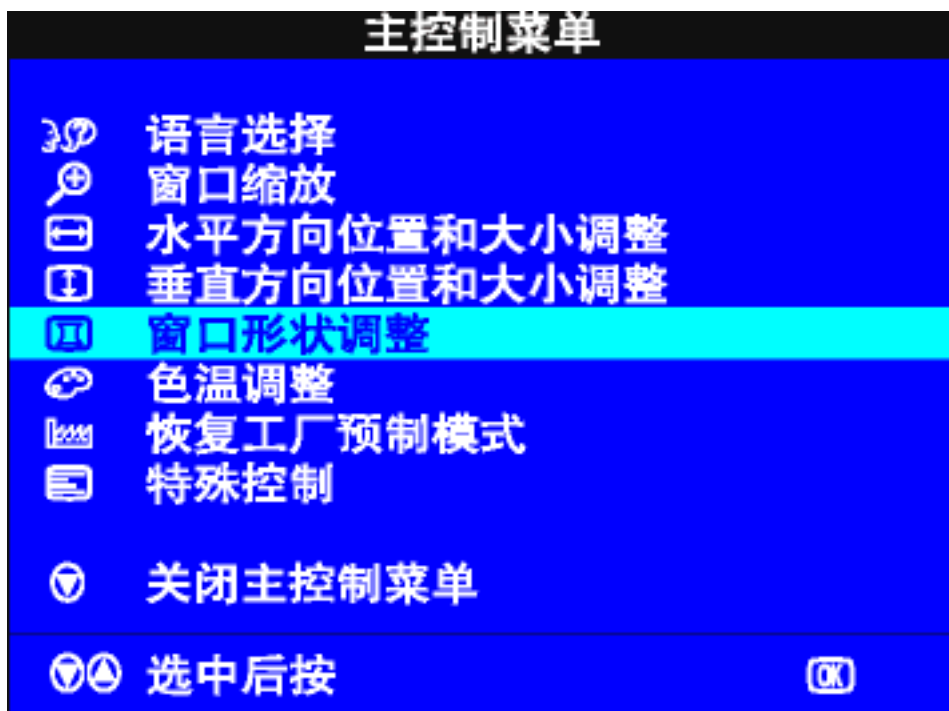 主控制菜单
语言选择
窗口缩放
水平方向位置和大小调整
垂直方向位置和大小调整
窗口形状调整
色温调整
恢复工厂预制模式
特殊控制
关闭主控制菜单
选中后按 OK